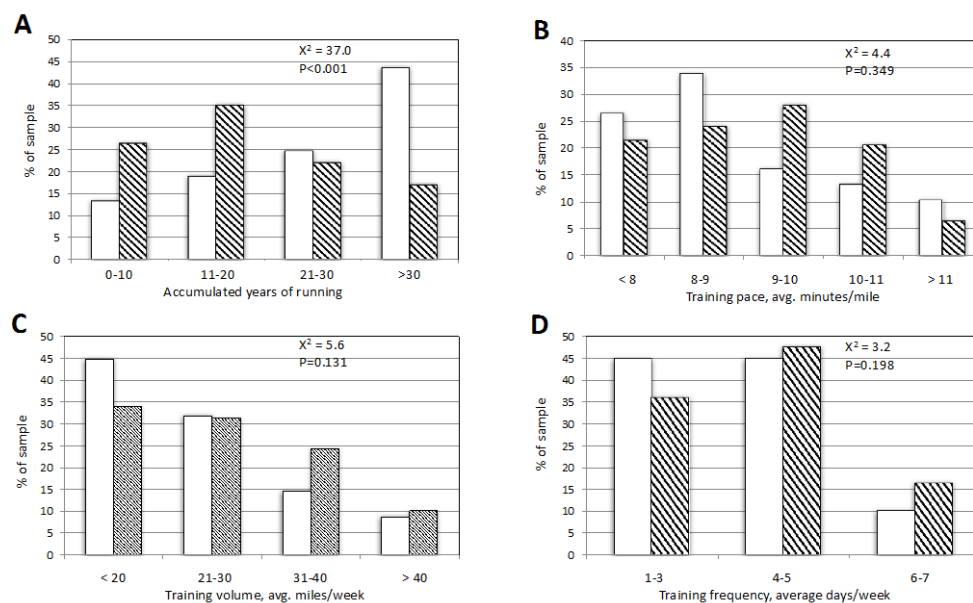 A
X² = 37.0
P<0.001
% of sample
50
45
40
35
30
25
20
15
10
5
0
0-10 11-20 21-30 >30
Accumulated years of running
B
X² = 4.4
P=0.349
% of sample
40
35
30
25
20
15
10
5
0
< 8 8-9 9-10 10-11 > 11
Training pace, avg. minutes/mile
C
X² = 5.6
P=0.131
% of sample
50
45
40
35
30
25
20
15
10
5
0
< 20 21-30 31-40 > 40
Training volume, avg. miles/week
D
X² = 3.2
P=0.198
% of sample
50
45
40
35
30
25
20
15
10
5
0
1-3 4-5 6-7
Training frequency, average days/week